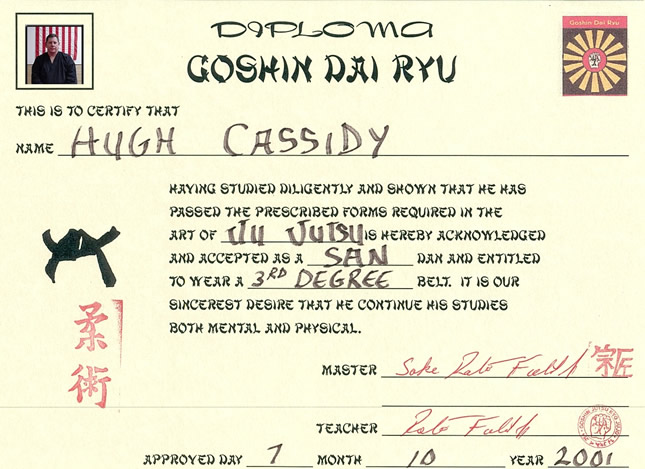 DIPLOMA
Goshin Dai Ryu
GOSHIN DAI RYU
THIS IS TO CERTIFY THAT
NAME HUGH CASSIDY
HAVING STUDIED DILIGENTLY AND SHOWN THAT HE HAS
PASSED THE PRESCRIBED FORMS REQUIRED IN THE
ART OF JU JUTSU IS HEREBY ACKNOWLEDGED
AND ACCEPTED AS A SAN DAN AND ENTITLED
TO WEAR A 3RD DEGREE BELT. IT IS OUR
SINCEREST DESIRE THAT HE CONTINUE HIS STUDIES
BOTH MENTAL AND PHYSICAL.
柔術
MASTER Soke
TEACHER
APPROVED DAY 7 MONTH 10 YEAR 2001